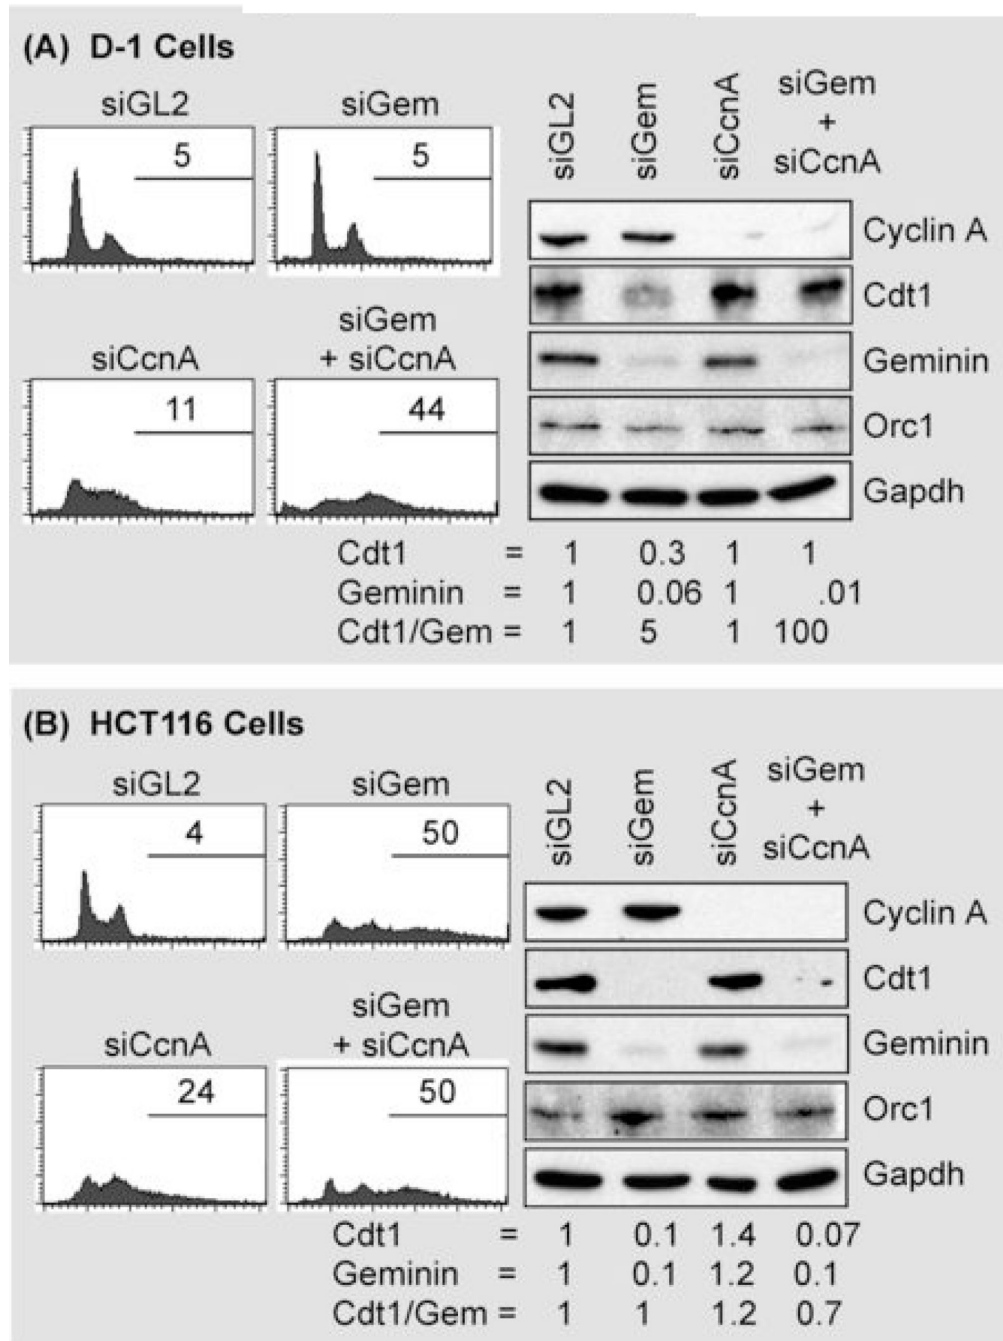 (A) D-1 Cells
siGL2
5
siGem
5
siCcnA
11
siGem
+ siCcnA
44
siGL2
siGem
siCcnA
siGem
+
siCcnA
Cyclin A
Cdt1
Geminin
Orc1
Gapdh
Cdt1 = 1 0.3 1 1
Geminin = 1 0.06 1 .01
Cdt1/Gem = 1 5 1 100
(B) HCT116 Cells
siGL2
4
siGem
50
siCcnA
24
siGem
+ siCcnA
50
siGL2
siGem
siCcnA
siGem
+
siCcnA
Cyclin A
Cdt1
Geminin
Orc1
Gapdh
Cdt1 = 1 0.1 1.4 0.07
Geminin = 1 0.1 1.2 0.1
Cdt1/Gem = 1 1 1.2 0.7